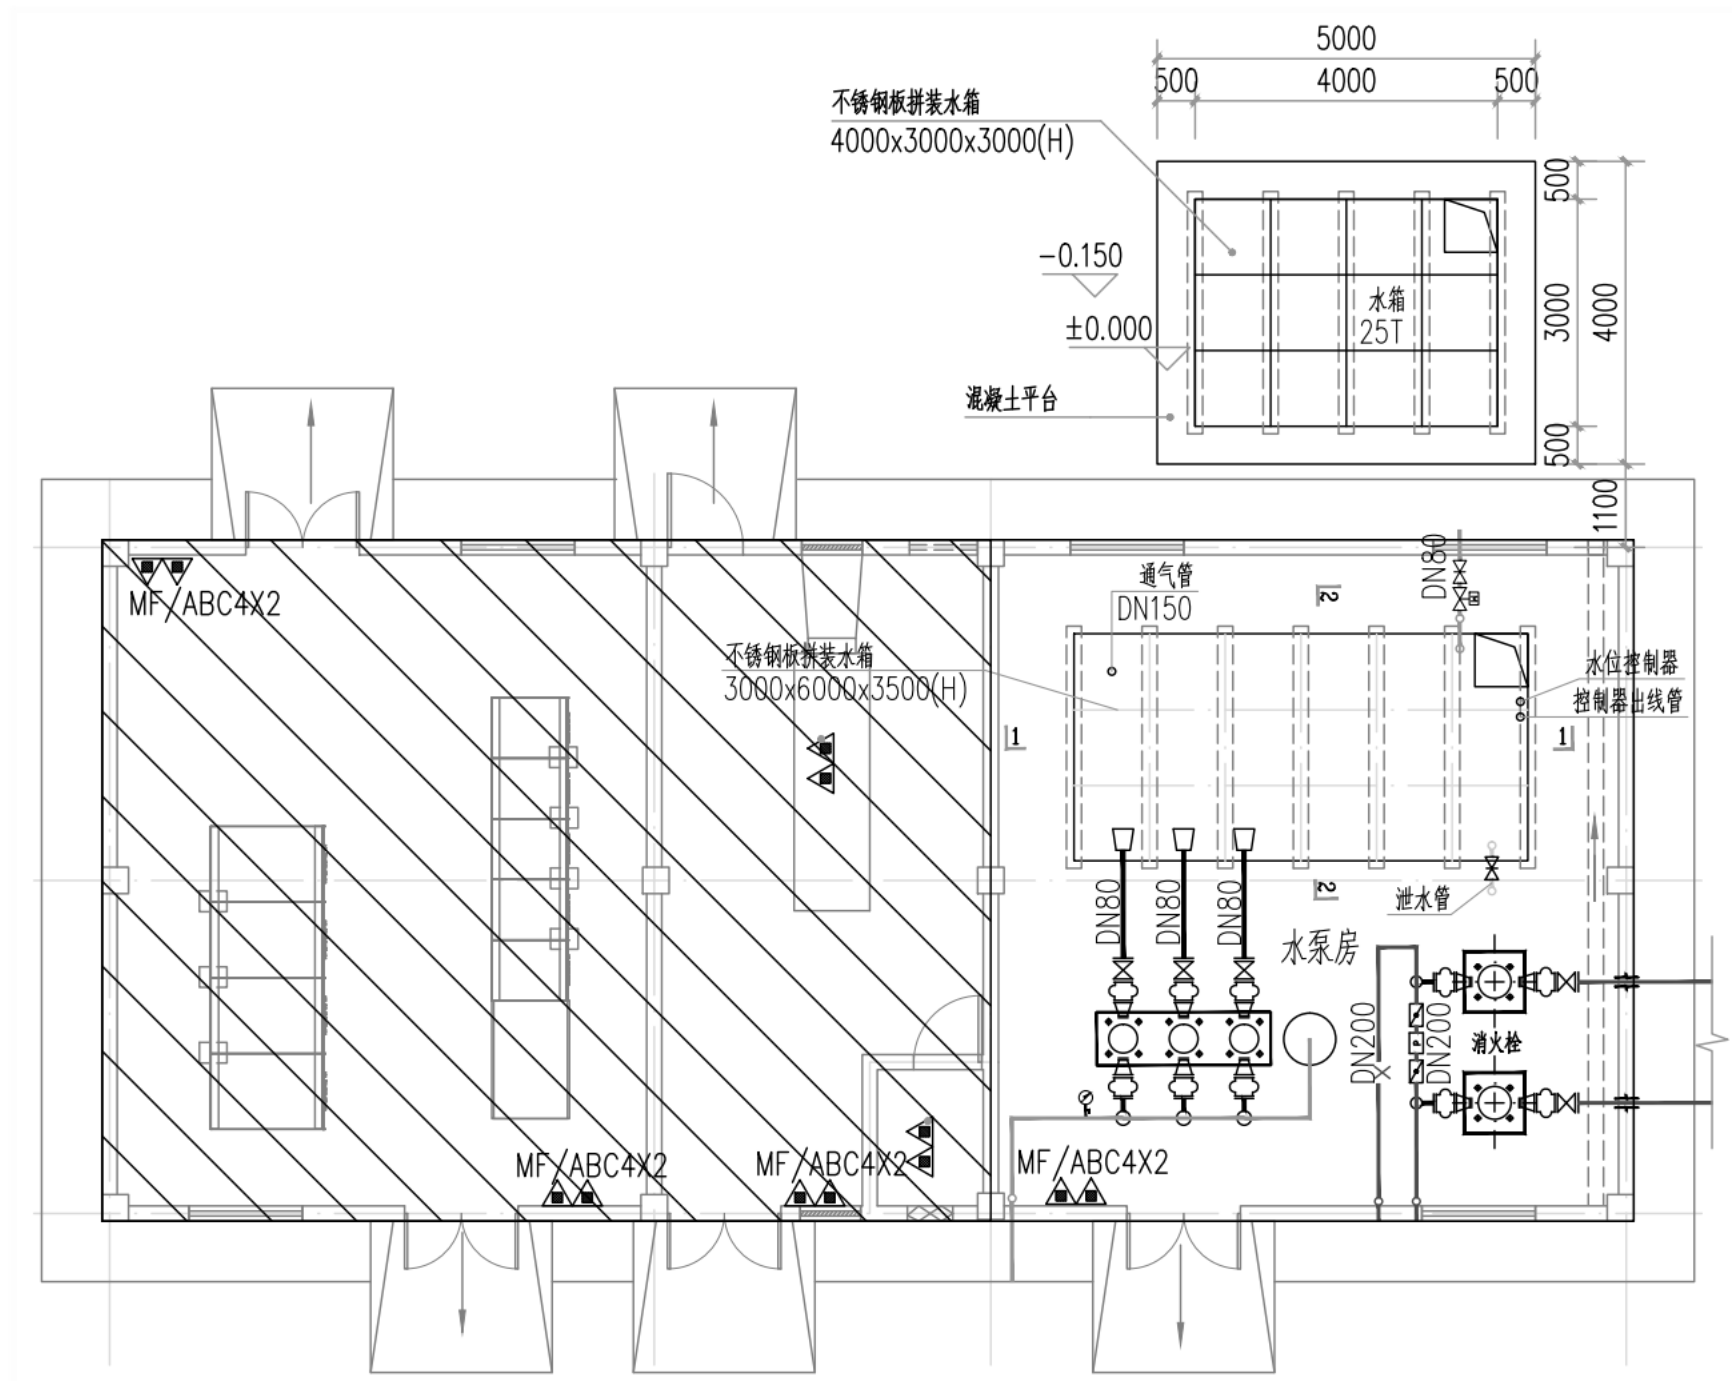 5000
500
4000
500
不锈钢板拼装水箱
4000x3000x3000(H)
500
-0.150
水箱
25T
3000
4000
±0.000
混凝土平台
500
1100
MF/ABC4X2
通气管
DN150
2
DN80
不锈钢板拼装水箱
3000x6000x3500(H)
水位控制器
控制器出线管
1
1
2
泄水管
DN80
DN80
DN80
水泵房
DN200
P
DN200
消火栓
MF/ABC4X2
MF/ABC4X2
MF/ABC4X2